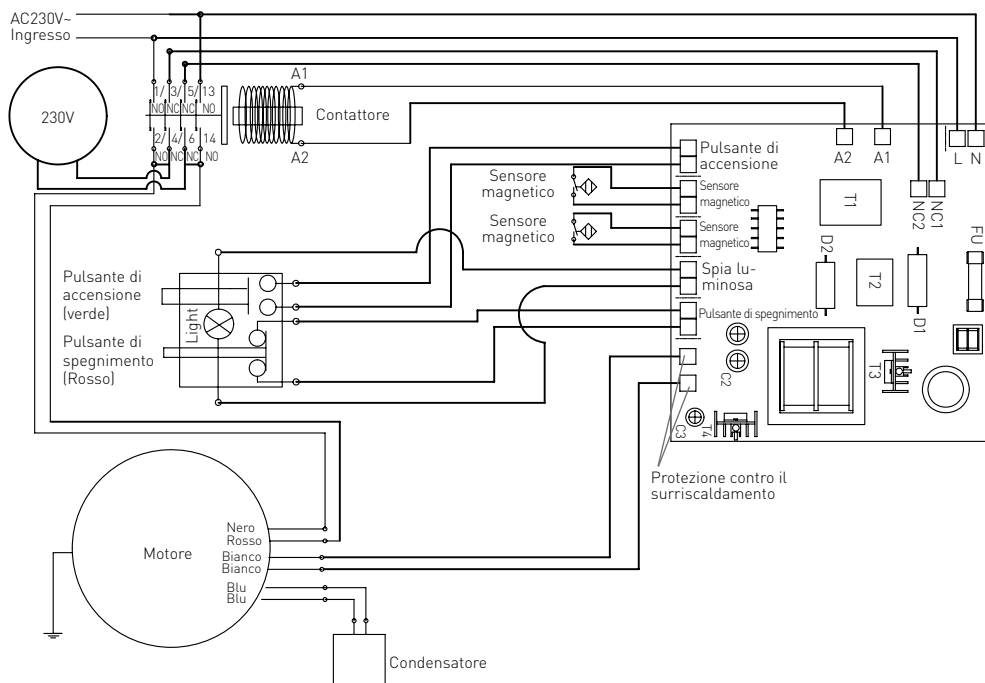 AC230V~
Ingresso
230V
1/ 3/ 5/ 13
NO NC NC NO
2/ 4/ 6 14
NO NC NC NO
A1
Contattore
A2
A2 A1
L N
NC2 NC1
FU
Pulsante di
accensione
Sensore
magnetico
Sensore
magnetico
Sensore
magnetico
Sensore
magnetico
Spia lu-
minosa
Pulsante di spegnimento
T1
D2
T2
D1
C2
T3
C3
T4
Pulsante di
accensione
(verde)
Pulsante di
spegnimento
(Rosso)
Light
Protezione contro il
surriscaldamento
Motore
Nero
Rosso
Bianco
Bianco
Blu
Blu
Condensatore